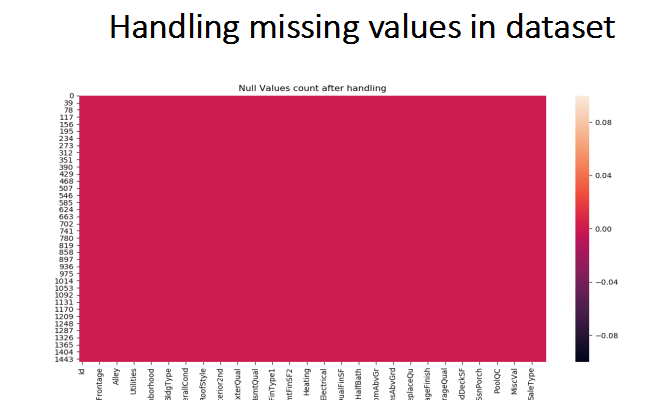 Handling missing values in dataset
Null Values count after handling
0
39
78
117
156
195
234
273
312
351
390
429
468
507
546
585
624
663
702
741
780
819
858
897
936
975
1014
1053
1092
1131
1170
1209
1248
1287
1326
1365
1404
1443
0.08
0.04
0.00
−0.04
−0.08
Id
Frontage
Alley
Utilities
borhood
ldgType
erallCond
RoofStyle
erior2nd
xterQual
smtQual
FinType1
ntFinSF2
Heating
Electrical
ualFinSF
HalfBath
mAbvGr
nsAbvGrd
eplaceQu
ageFinish
ageQual
dDeckSF
SsnPorch
PoolQC
MiscVal
SaleType